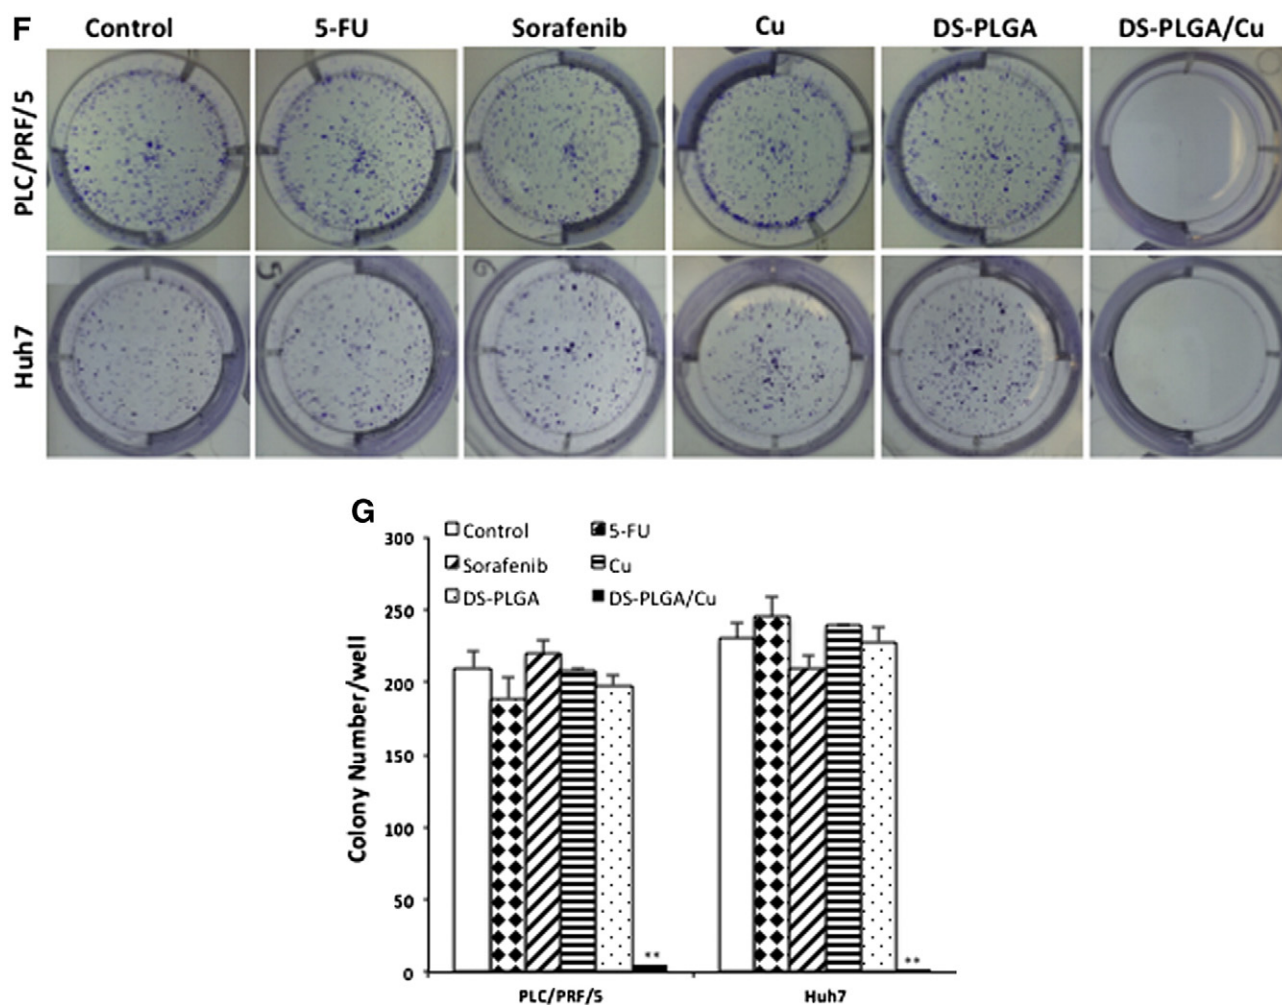 F Control 5-FU Sorafenib Cu DS-PLGA DS-PLGA/Cu
PLC/PRF/5
Huh7
G
Control 5-FU
Sorafenib Cu
DS-PLGA DS-PLGA/Cu
Colony Number/well
300
250
200
150
100
50
0
**
**
PLC/PRF/5 Huh7